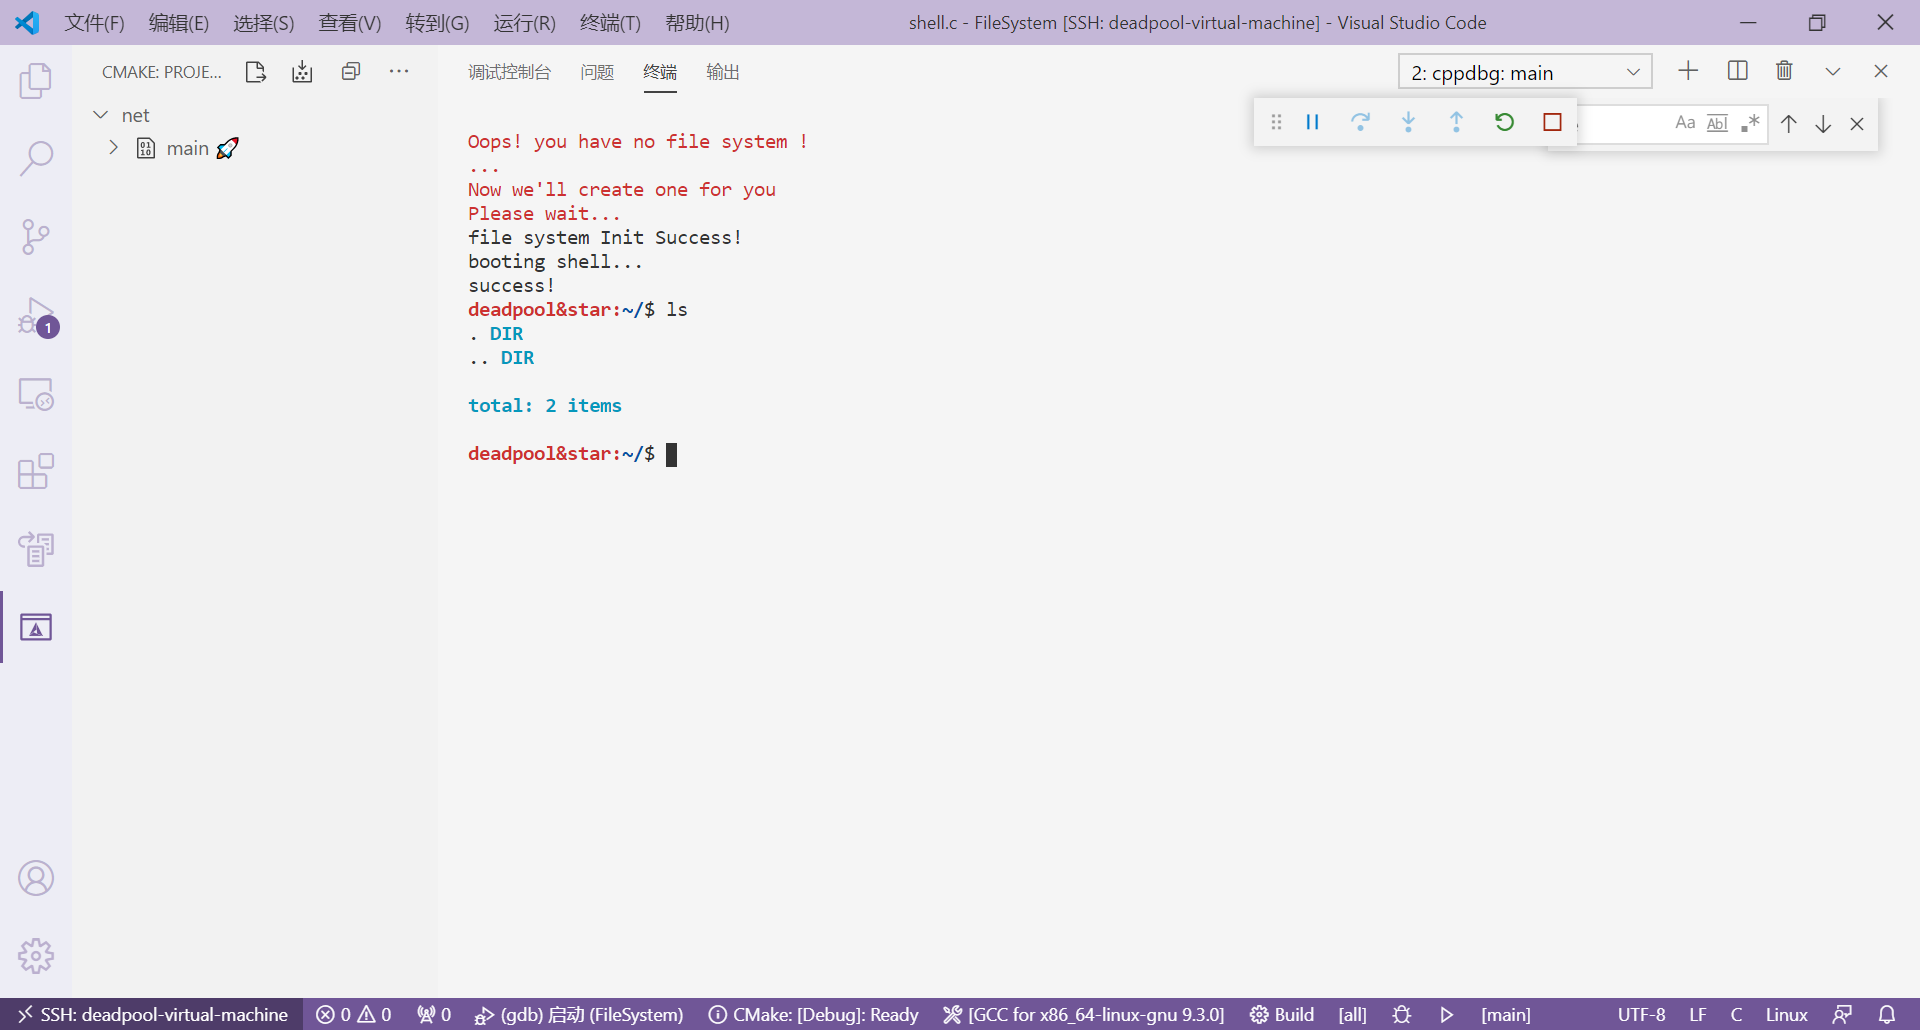 文件(F) 编辑(E) 选择(S) 查看(V) 转到(G) 运行(R) 终端(T) 帮助(H) shell.c - FileSystem [SSH: deadpool-virtual-machine] - Visual Studio Code
CMAKE: PROJE... 调试控制台 问题 终端 输出 2: cppdbg: main
net
main
Aa Abl .*
Oops! you have no file system !
...
Now we'll create one for you
Please wait...
file system Init Success!
booting shell...
success!
deadpool&star:~/$ ls
. DIR
.. DIR
total: 2 items
deadpool&star:~/$
1
SSH: deadpool-virtual-machine 0 0 0 (gdb) 启动 (FileSystem) CMake: [Debug]: Ready [GCC for x86_64-linux-gnu 9.3.0] Build [all] [main] UTF-8 LF C Linux